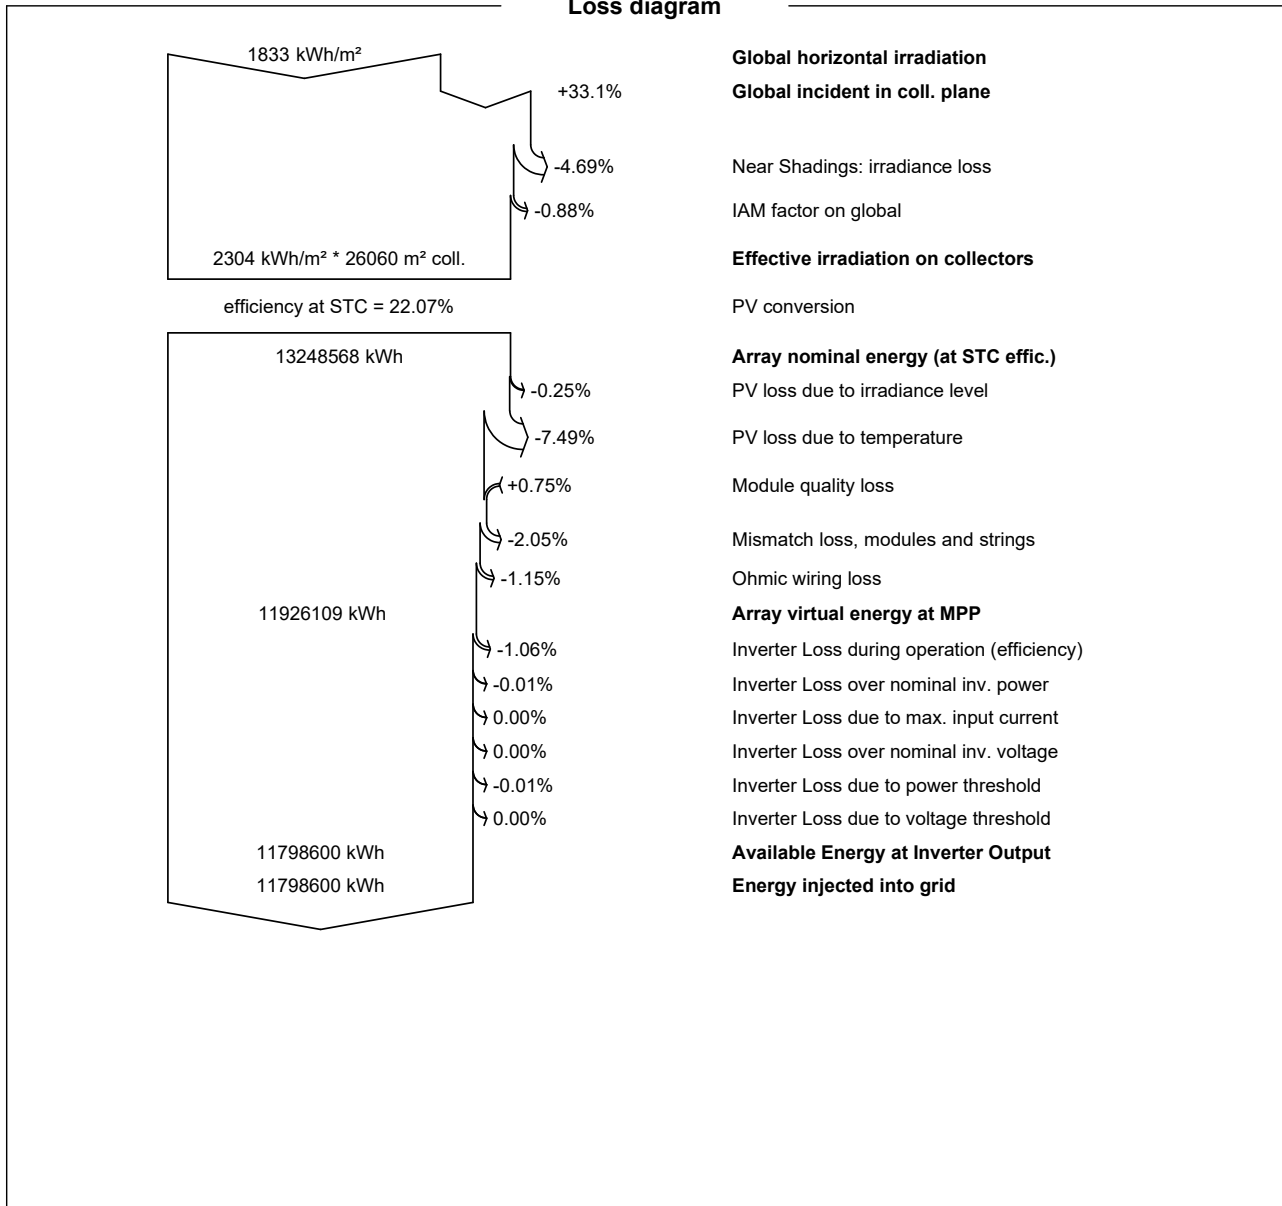 Loss diagram
1833 kWh/m² Global horizontal irradiation
+33.1% Global incident in coll. plane
-4.69% Near Shadings: irradiance loss
-0.88% IAM factor on global
2304 kWh/m² * 26060 m² coll. Effective irradiation on collectors
efficiency at STC = 22.07% PV conversion
13248568 kWh Array nominal energy (at STC effic.)
-0.25% PV loss due to irradiance level
-7.49% PV loss due to temperature
+0.75% Module quality loss
-2.05% Mismatch loss, modules and strings
-1.15% Ohmic wiring loss
11926109 kWh Array virtual energy at MPP
-1.06% Inverter Loss during operation (efficiency)
-0.01% Inverter Loss over nominal inv. power
0.00% Inverter Loss due to max. input current
0.00% Inverter Loss over nominal inv. voltage
-0.01% Inverter Loss due to power threshold
0.00% Inverter Loss due to voltage threshold
11798600 kWh Available Energy at Inverter Output
11798600 kWh Energy injected into grid